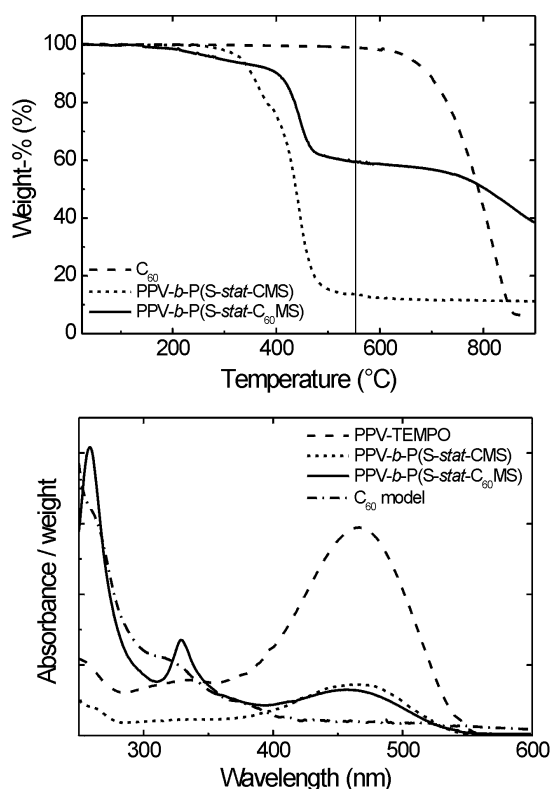 100
80
60
40
20
0
Weight-% (%)
C60
PPV-b-P(S-stat-CMS)
PPV-b-P(S-stat-C60MS)
200 400 600 800
Temperature (°C)
PPV-TEMPO
PPV-b-P(S-stat-CMS)
PPV-b-P(S-stat-C60MS)
C60 model
Absorbance / weight
300 400 500 600
Wavelength (nm)